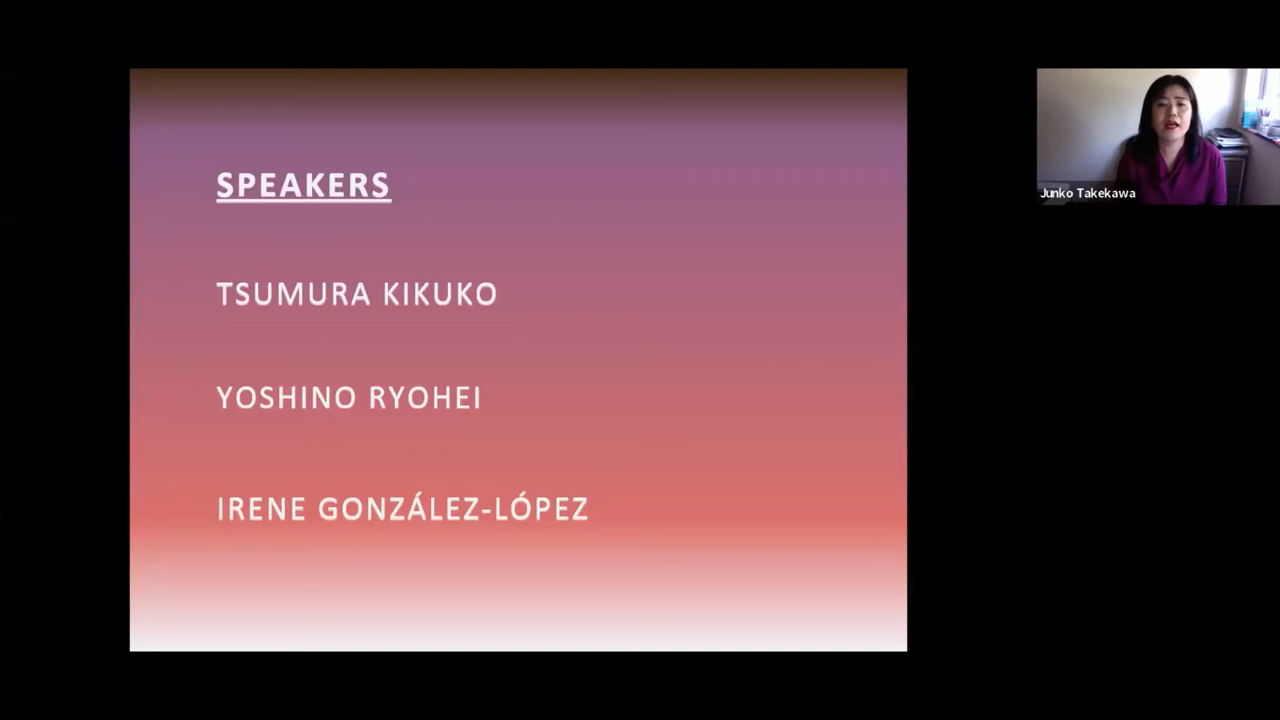 SPEAKERS
TSUMURA KIKUKO
YOSHINO RYOHEI
IRENE GONZÁLEZ-LÓPEZ
Junko Takekawa